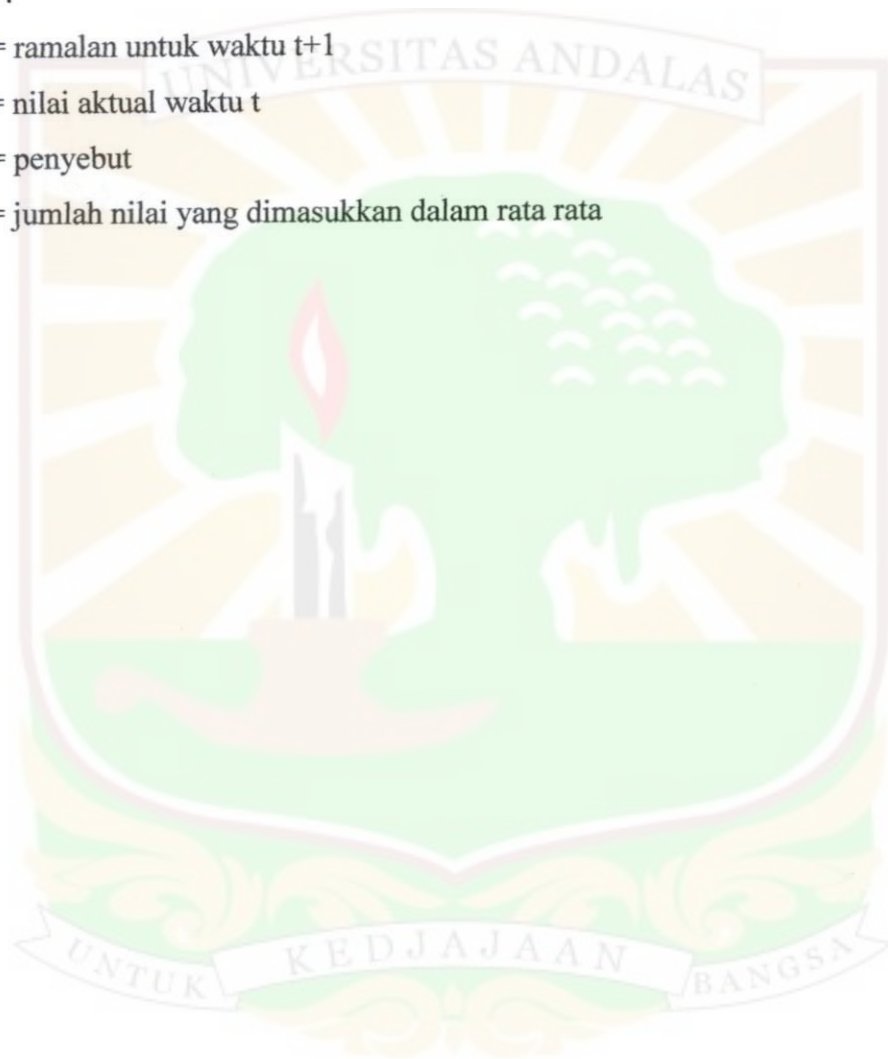 = ramalan untuk waktu t+1
= nilai aktual waktu t
= penyebut
= jumlah nilai yang dimasukkan dalam rata rata
UNIVERSITAS ANDALAS
UNTUK KEDJAJAAN BANGSA